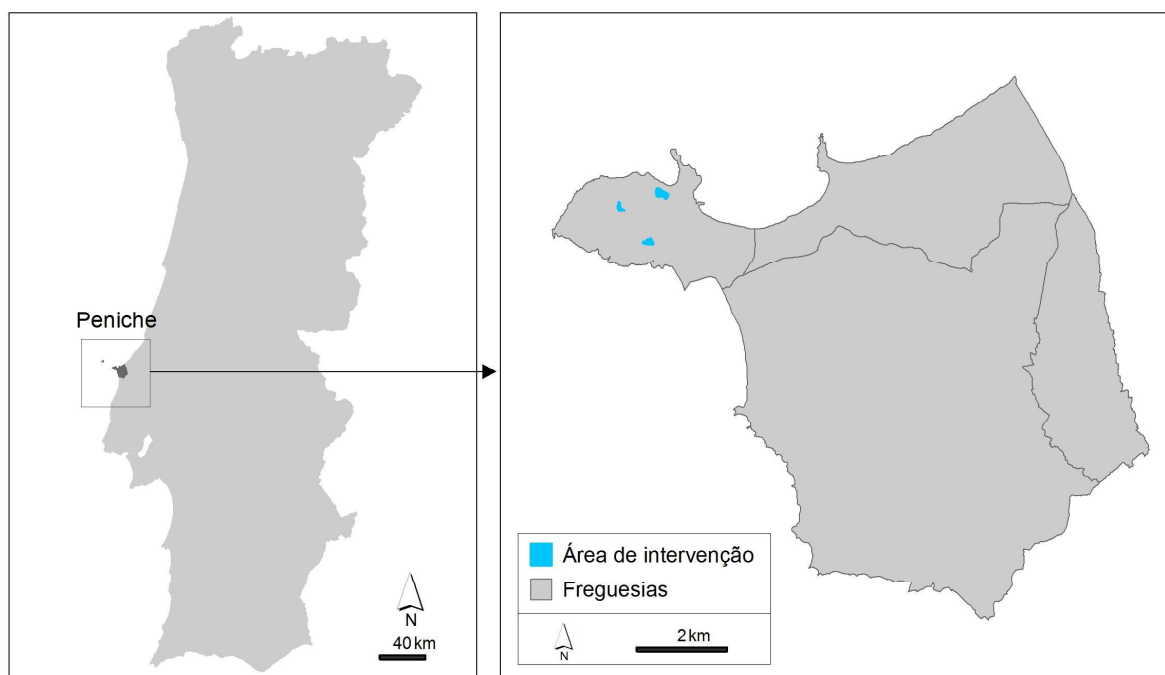 Peniche
N
40 km
Área de intervenção
Freguesias
N
2 km